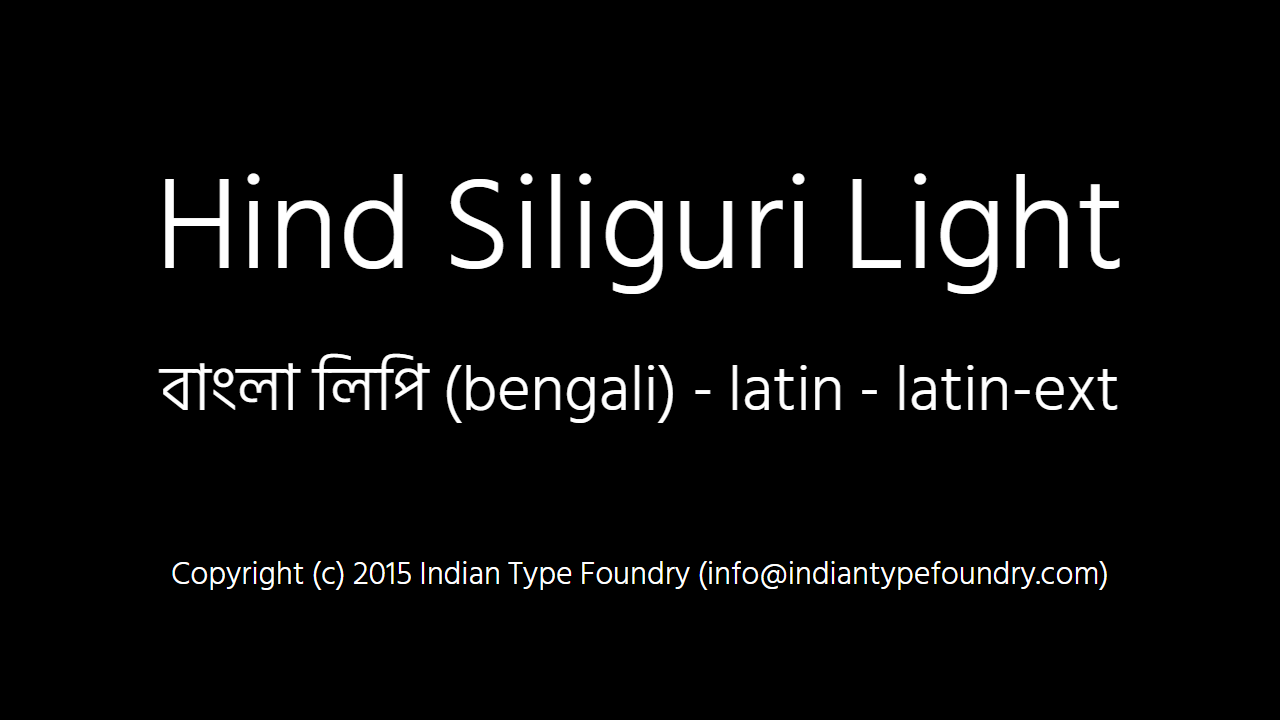 Hind Siliguri Light
বাংলা লিপি (bengali) - latin - latin-ext
Copyright (c) 2015 Indian Type Foundry (info@indiantypefoundry.com)